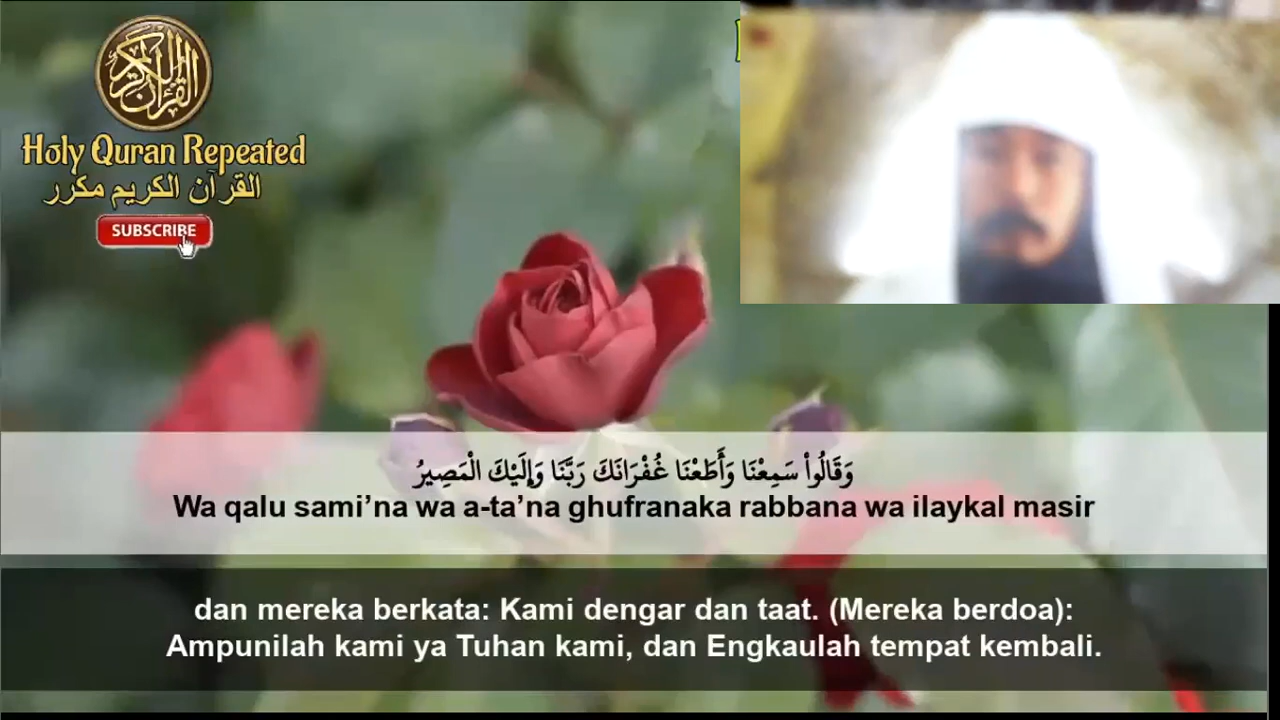 القرآن الكريم
Holy Quran Repeated
القرآن الكريم مكرر
SUBSCRIBE
وَقَالُواْ سَمِعْنَا وَأَطَعْنَا غُفْرَانَكَ رَبَّنَا وَإِلَيْكَ الْمَصِيرُ
Wa qalu sami’na wa a-ta’na ghufranaka rabbana wa ilaykal masir
dan mereka berkata: Kami dengar dan taat. (Mereka berdoa):
Ampunilah kami ya Tuhan kami, dan Engkaulah tempat kembali.